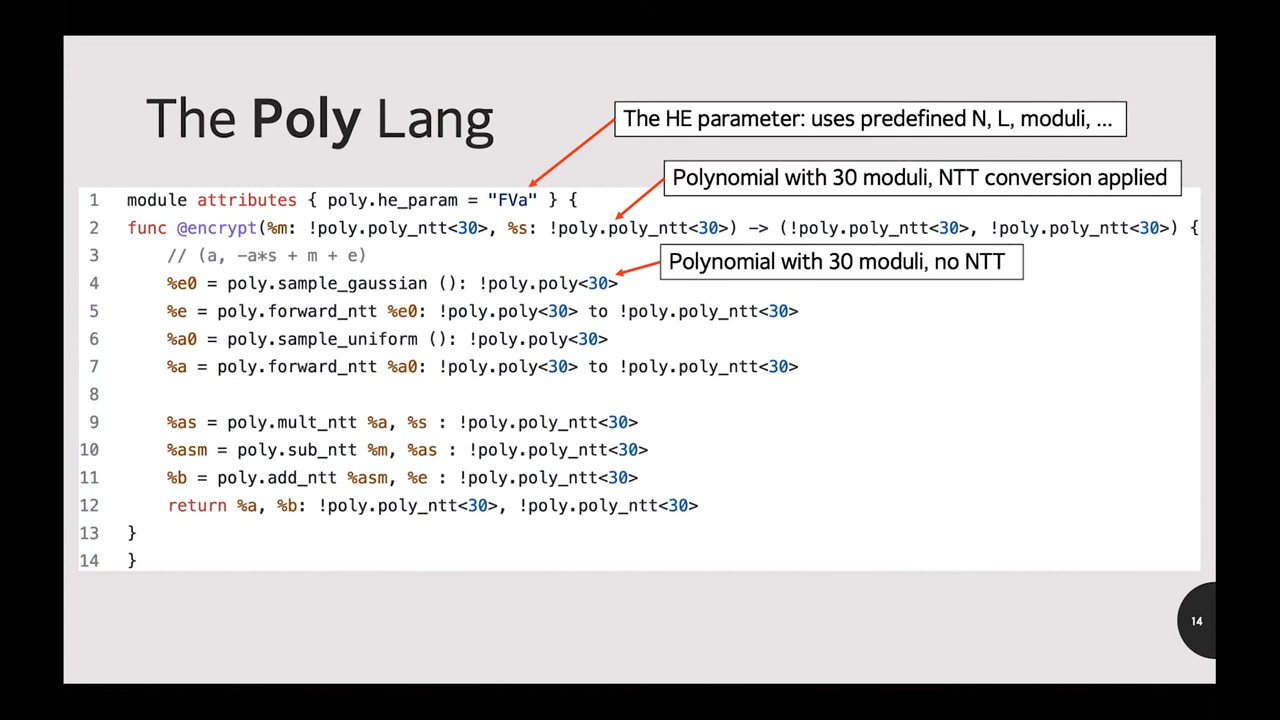 The Poly Lang
The HE parameter: uses predefined N, L, moduli, ...
Polynomial with 30 moduli, NTT conversion applied
1 module attributes { poly.he_param = "FVa" } {
2 func @encrypt(%m: !poly.poly_ntt<30>, %s: !poly.poly_ntt<30>) -> (!poly.poly_ntt<30>, !poly.poly_ntt<30>) {
3 // (a, -a*s + m + e)
Polynomial with 30 moduli, no NTT
4 %e0 = poly.sample_gaussian (): !poly.poly<30>
5 %e = poly.forward_ntt %e0: !poly.poly<30> to !poly.poly_ntt<30>
6 %a0 = poly.sample_uniform (): !poly.poly<30>
7 %a = poly.forward_ntt %a0: !poly.poly<30> to !poly.poly_ntt<30>
8
9 %as = poly.mult_ntt %a, %s : !poly.poly_ntt<30>
10 %asm = poly.sub_ntt %m, %as : !poly.poly_ntt<30>
11 %b = poly.add_ntt %asm, %e : !poly.poly_ntt<30>
12 return %a, %b: !poly.poly_ntt<30>, !poly.poly_ntt<30>
13 }
14 }
14